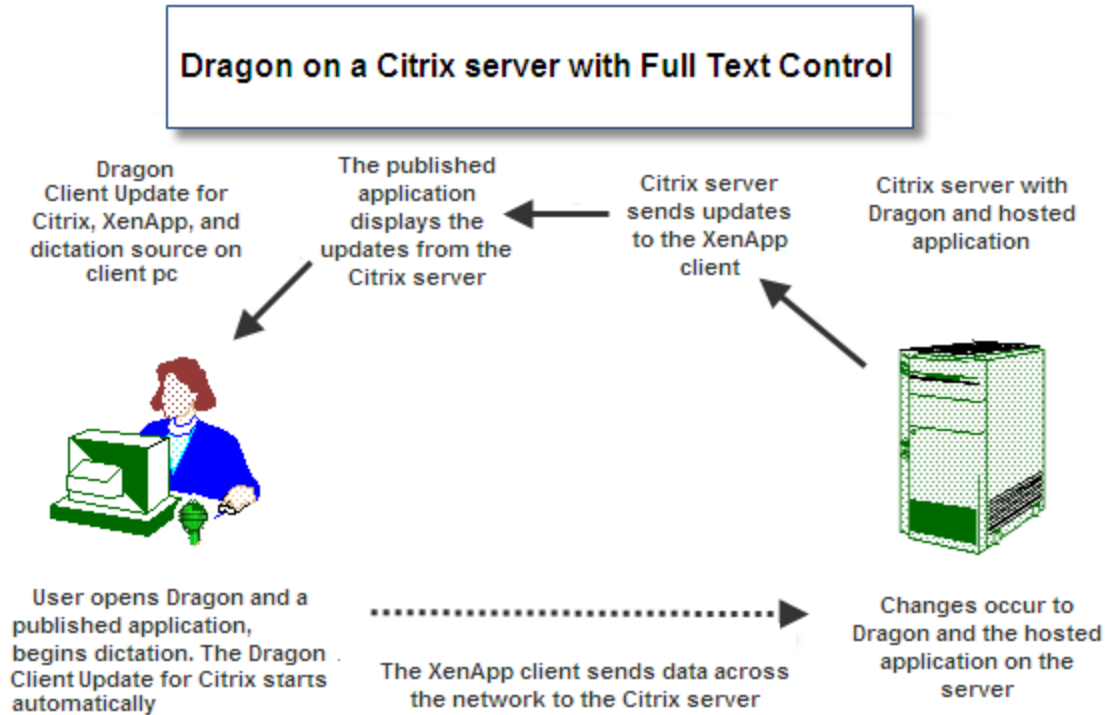 Dragon on a Citrix server with Full Text Control
Dragon
Client Update for
Citrix, XenApp, and
dictation source on
client pc
The published
application
displays the
updates from the
Citrix server
Citrix server
sends updates
to the XenApp
client
Citrix server with
Dragon and hosted
application
User opens Dragon and a
published application,
begins dictation. The Dragon
Client Update for Citrix starts
automatically
The XenApp client sends data across
the network to the Citrix server
Changes occur to
Dragon and the hosted
application on the
server